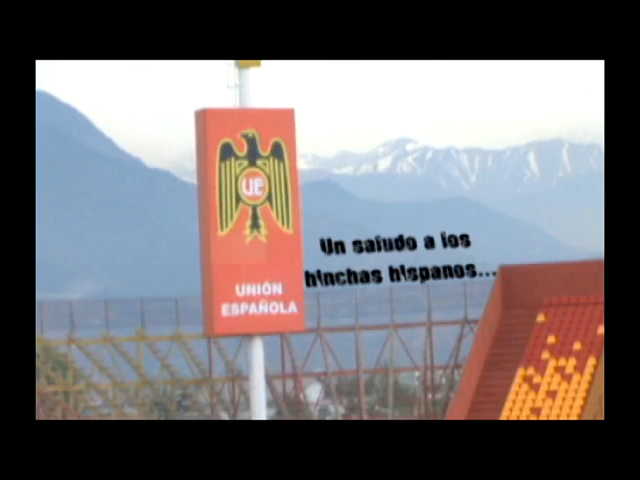 UE
UNIÓN
ESPAÑOLA
Un saludo a los
hinchas hispanos...